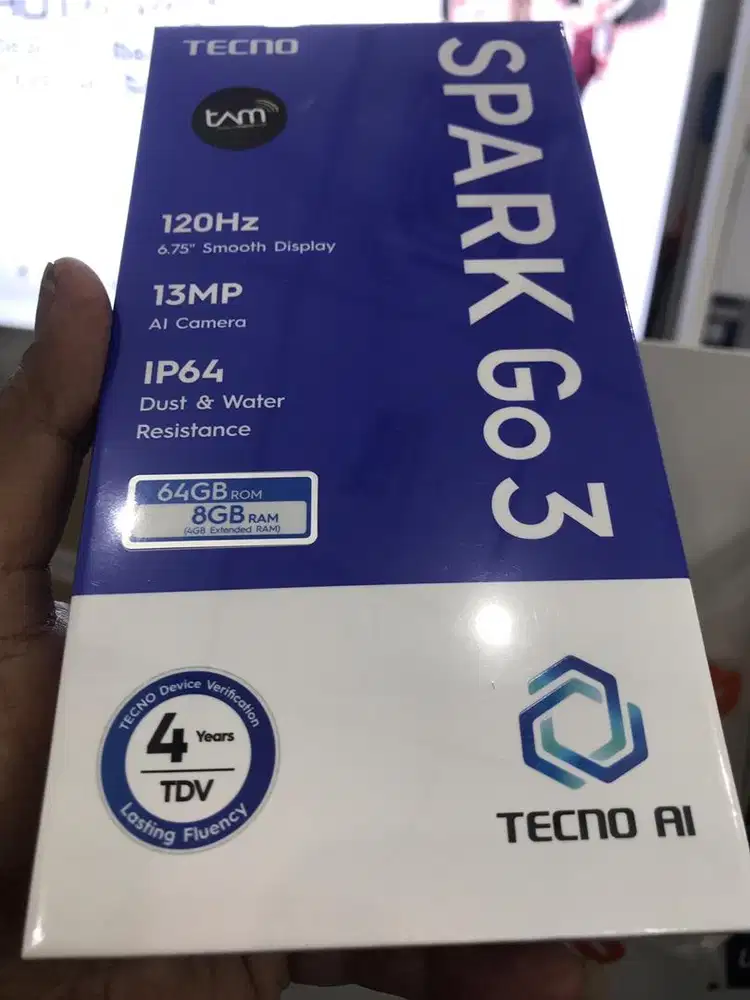 TECNO
tam
SPARK Go 3
120Hz
6.75" Smooth Display
13MP
AI Camera
IP64
Dust & Water
Resistance
64GB ROM
8GB RAM
(4GB Extended RAM)
TECNO Device Verification
4 Years
TDV
Lasting Fluency
TECNO AI